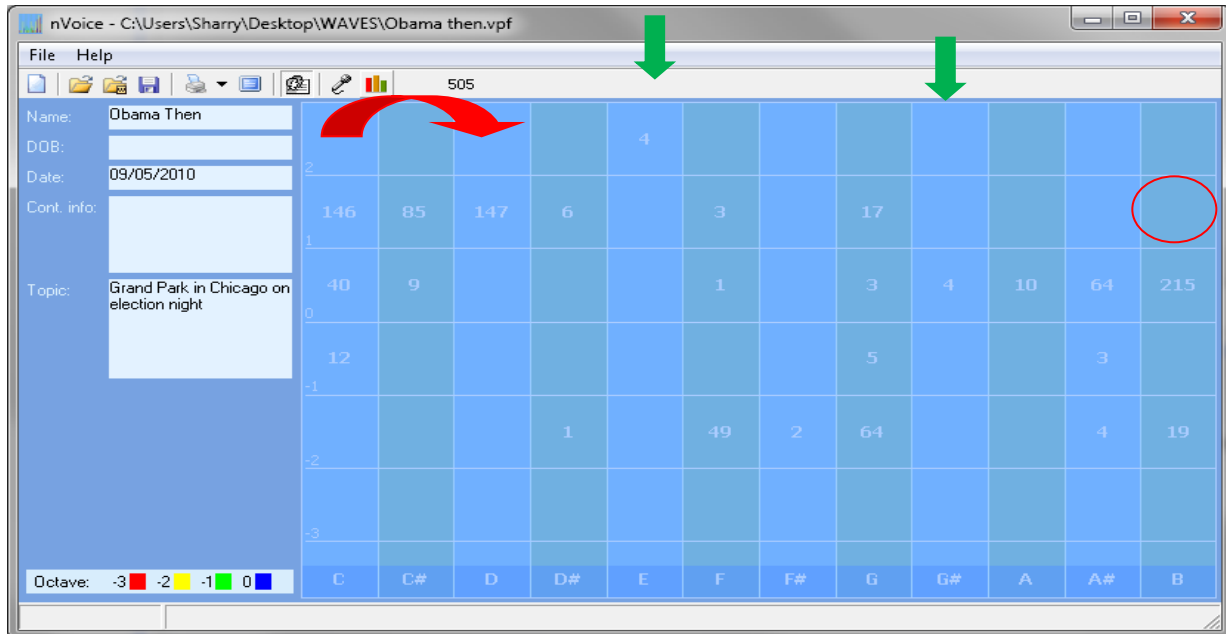 nVoice - C:\Users\Sharry\Desktop\WAVES\Obama then.vpf
File Help
505
Name: Obama Then
DOB:
Date: 09/05/2010
Cont. info:
Topic: Grand Park in Chicago on
election night
4
2
146 85 147 6 3 17
1
40 9 1 3 4 10 64 215
0
12 5 3
-1
1 49 2 64 4 19
-2
-3
Octave: -3 -2 -1 0
C C# D D# E F F# G G# A A# B